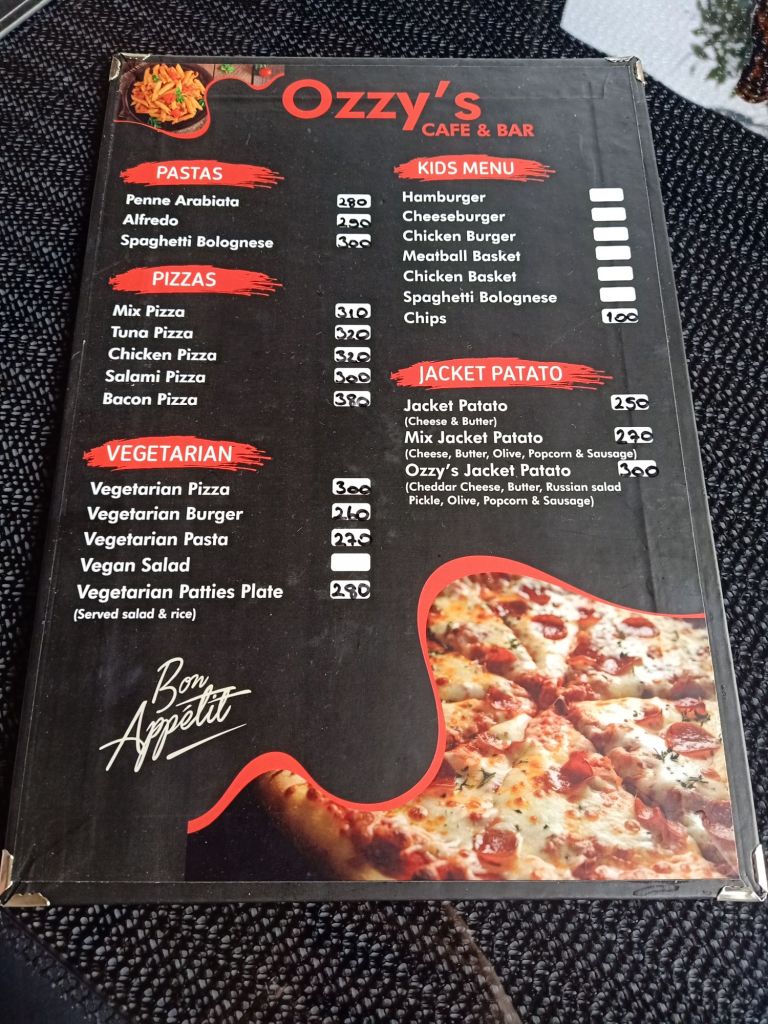 Ozzy's
CAFE & BAR
PASTAS
Penne Arabiata 280
Alfredo 290
Spaghetti Bolognese 300
PIZZAS
Mix Pizza 310
Tuna Pizza 320
Chicken Pizza 320
Salami Pizza 300
Bacon Pizza 380
VEGETARIAN
Vegetarian Pizza 300
Vegetarian Burger 260
Vegetarian Pasta 270
Vegan Salad
Vegetarian Patties Plate 290
(Served salad & rice)
Bon
Appétit
KIDS MENU
Hamburger
Cheeseburger
Chicken Burger
Meatball Basket
Chicken Basket
Spaghetti Bolognese
Chips 100
JACKET PATATO
Jacket Patato 250
(Cheese & Butter)
Mix Jacket Patato 270
(Cheese, Butter, Olive, Popcorn & Sausage)
Ozzy's Jacket Patato 300
(Cheddar Cheese, Butter, Russian salad
Pickle, Olive, Popcorn & Sausage)